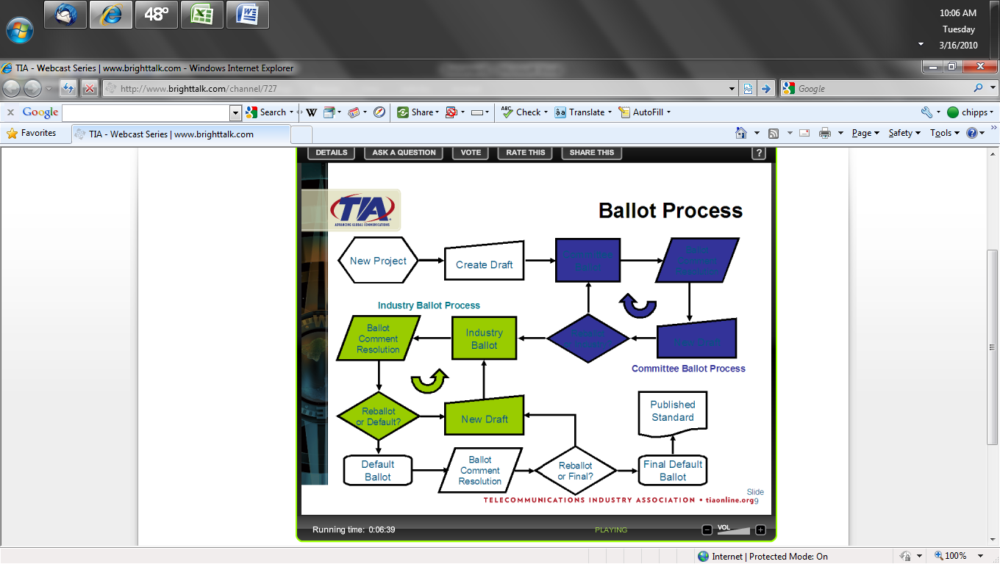 48°
10:06 AM
Tuesday
3/16/2010
TIA - Webcast Series | www.brighttalk.com - Windows Internet Explorer
http://www.brighttalk.com/channel/727
Google
x Google Search W Share ABC Check aä Translate AutoFill chipps
Favorites TIA - Webcast Series | www.brighttalk.com Page Safety Tools
DETAILS ASK A QUESTION VOTE RATE THIS SHARE THIS ?
TIA
ADVANCING GLOBAL COMMUNICATIONS
Ballot Process
New Project
Create Draft
Committee
Ballot
Comment
Resolution
Industry Ballot Process
Ballot
Comment
Resolution
Industry
Ballot
New Draft
Committee Ballot Process
Reballot
or Default?
New Draft
Published
Standard
Default
Ballot
Ballot
Comment
Resolution
Reballot
or Final?
Final Default
Ballot
Slide
9
TELECOMMUNICATIONS INDUSTRY ASSOCIATION • tiaonline.org
Running time: 0:06:39 PLAYING VOL
Internet | Protected Mode: On 100%